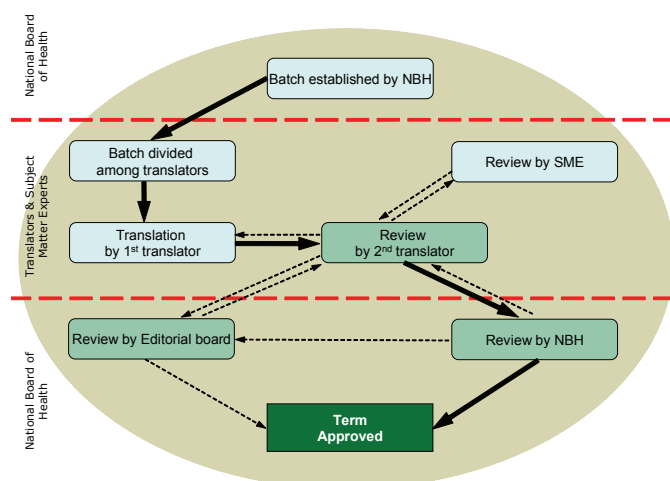 National Board
of Health
Batch established by NBH
Translators & Subject
Matter Experts
Batch divided
among translators
Review by SME
Translation
by 1st translator
Review
by 2nd translator
National Board of
Health
Review by Editorial board
Review by NBH
Term
Approved